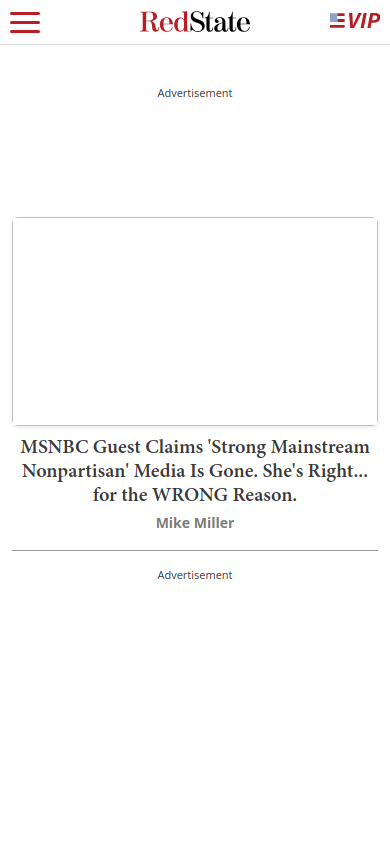 RedState
VIP
Advertisement
MSNBC Guest Claims 'Strong Mainstream
Nonpartisan' Media Is Gone. She's Right...
for the WRONG Reason.
Mike Miller
Advertisement